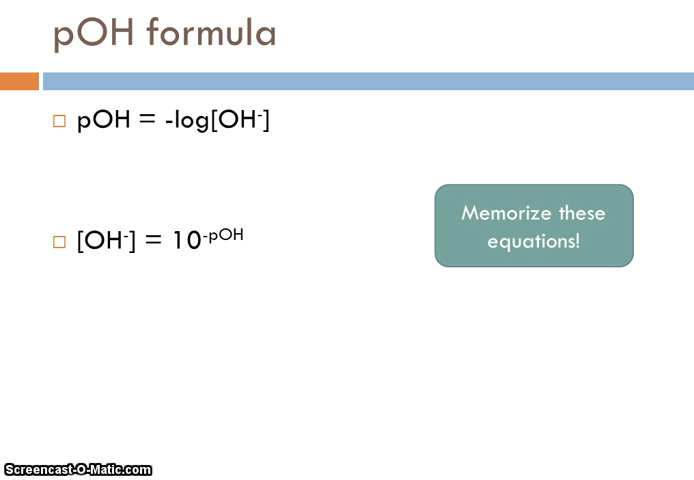 pOH formula
pOH = -log[OH⁻]
Memorize these
equations!
[OH⁻] = 10⁻ᵖᴼᴴ
Screencast-O-Matic.com